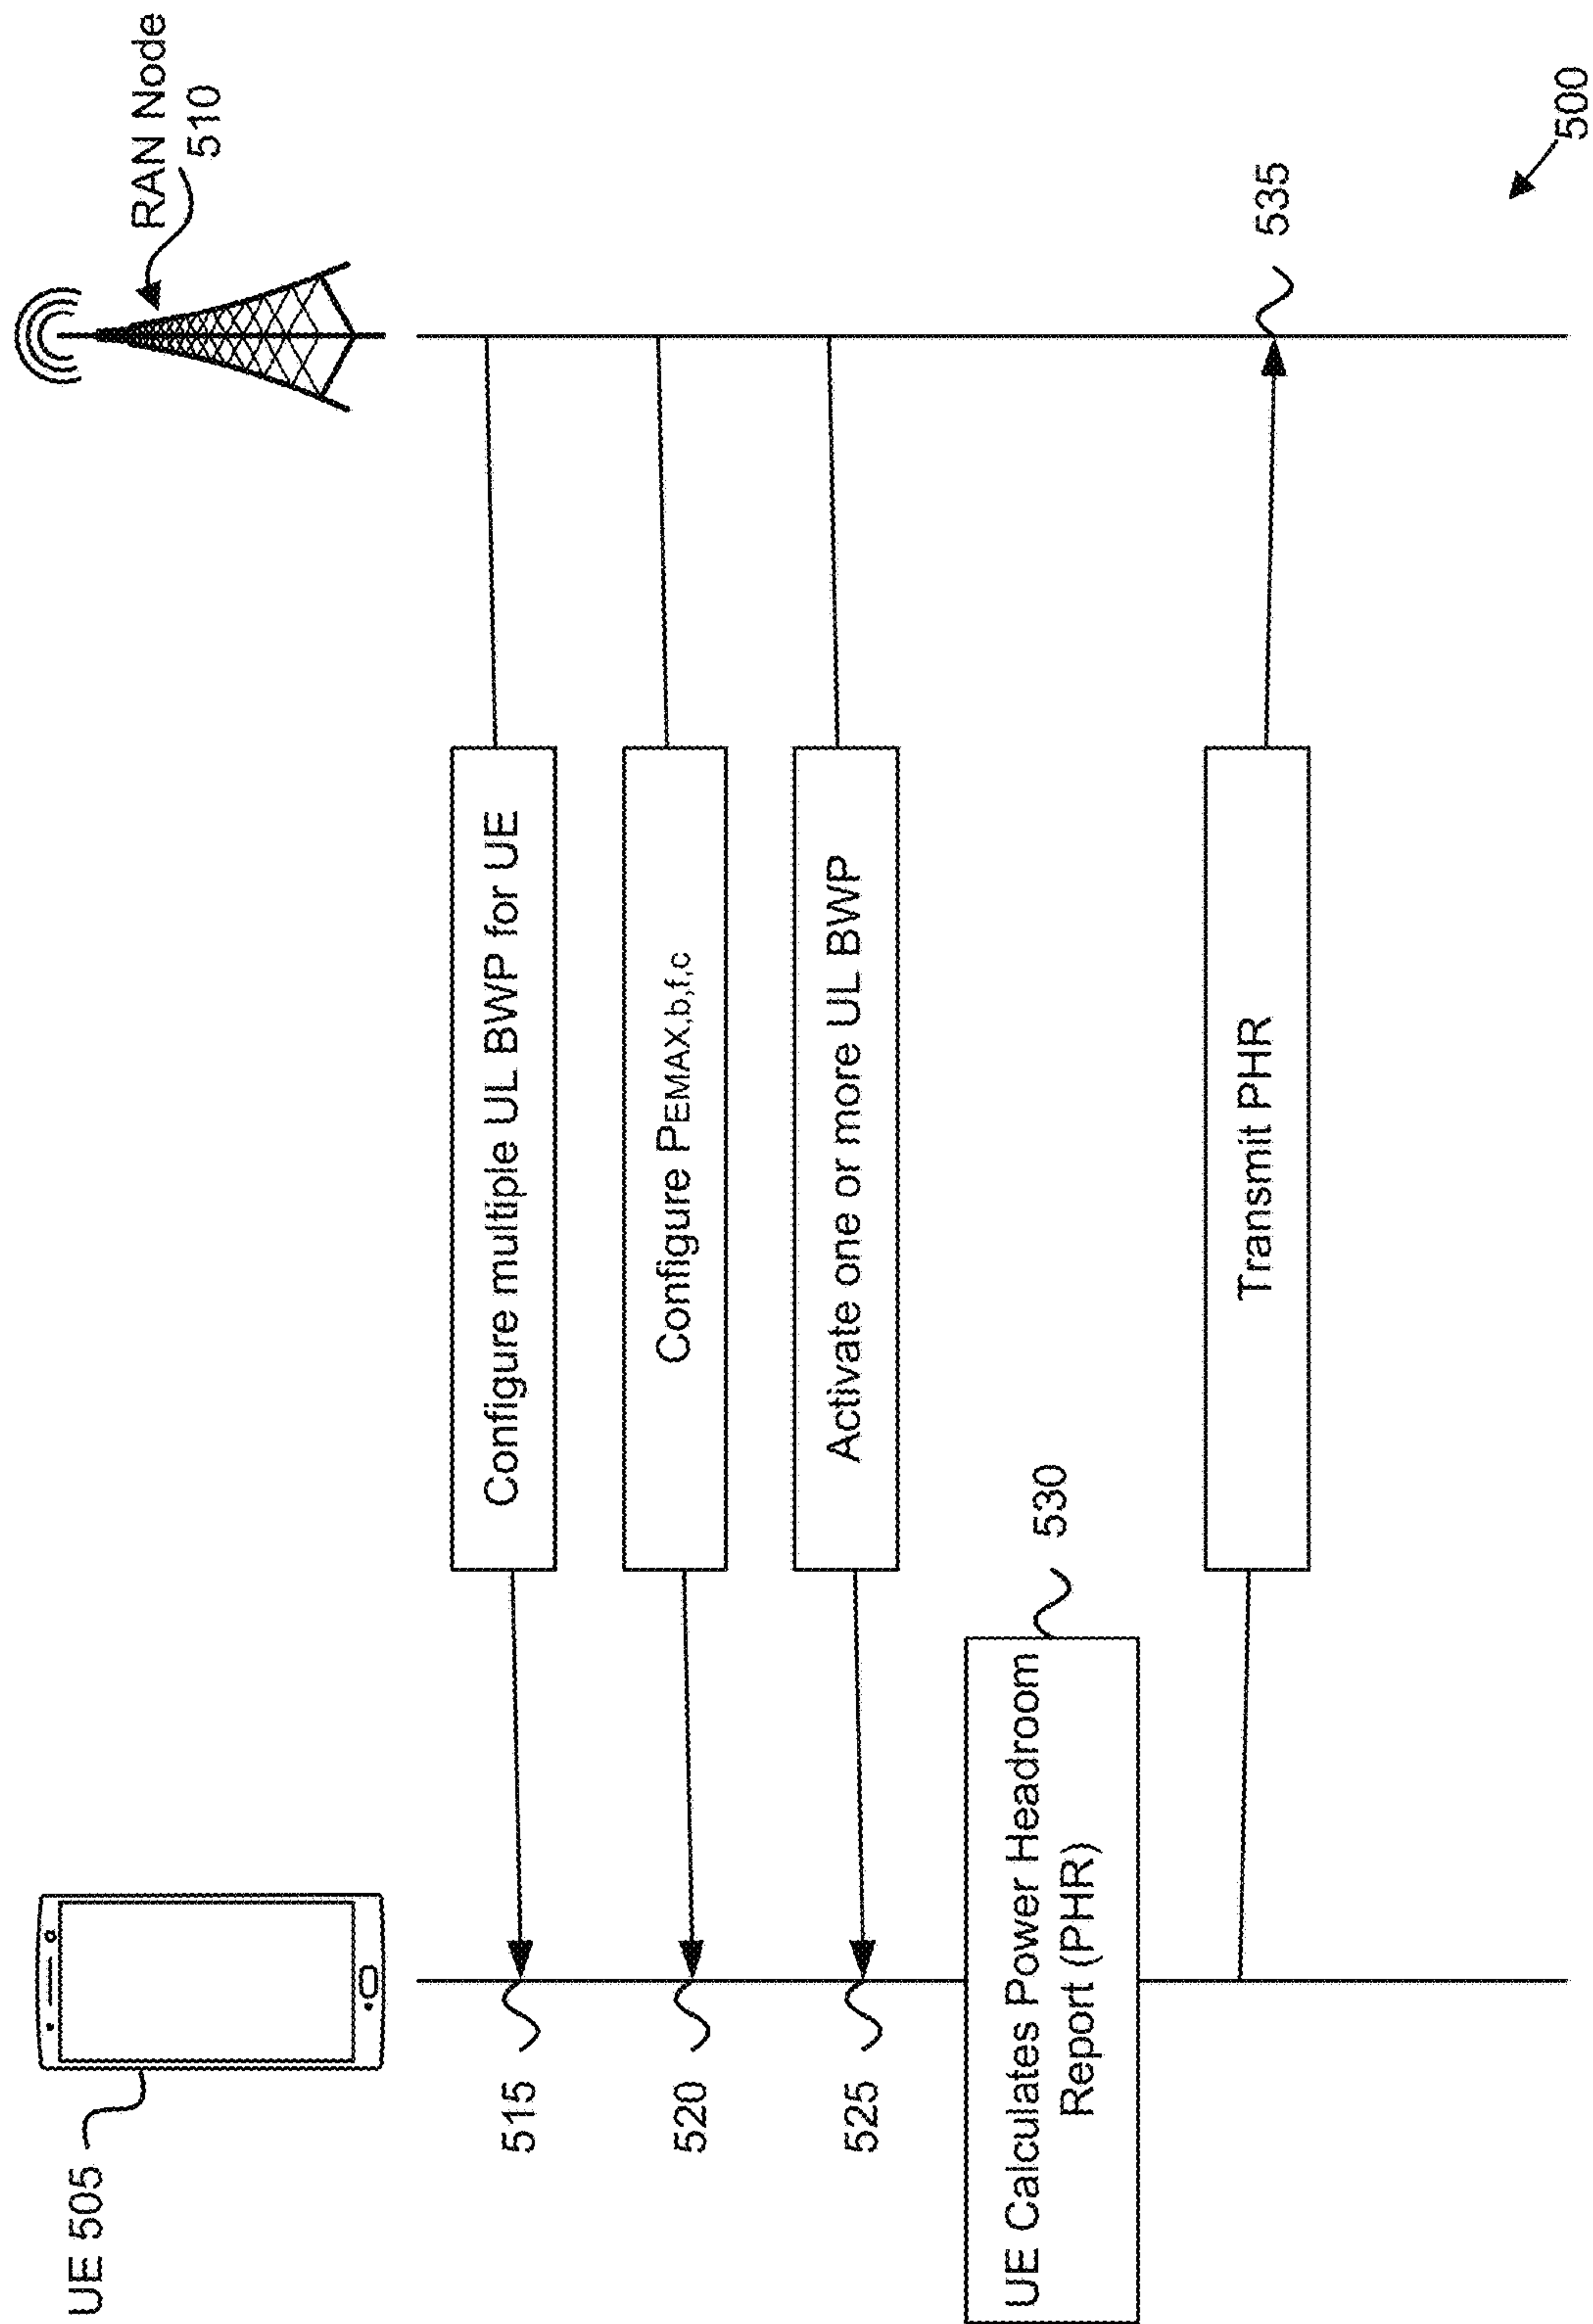 UE 505
RAN Node
510
Configure multiple UL BWP for UE
515
Configure PEMAX,b,f,c
520
Activate one or more UL BWP
525
UE Calculates Power Headroom
Report (PHR)
530
Transmit PHR
535
500